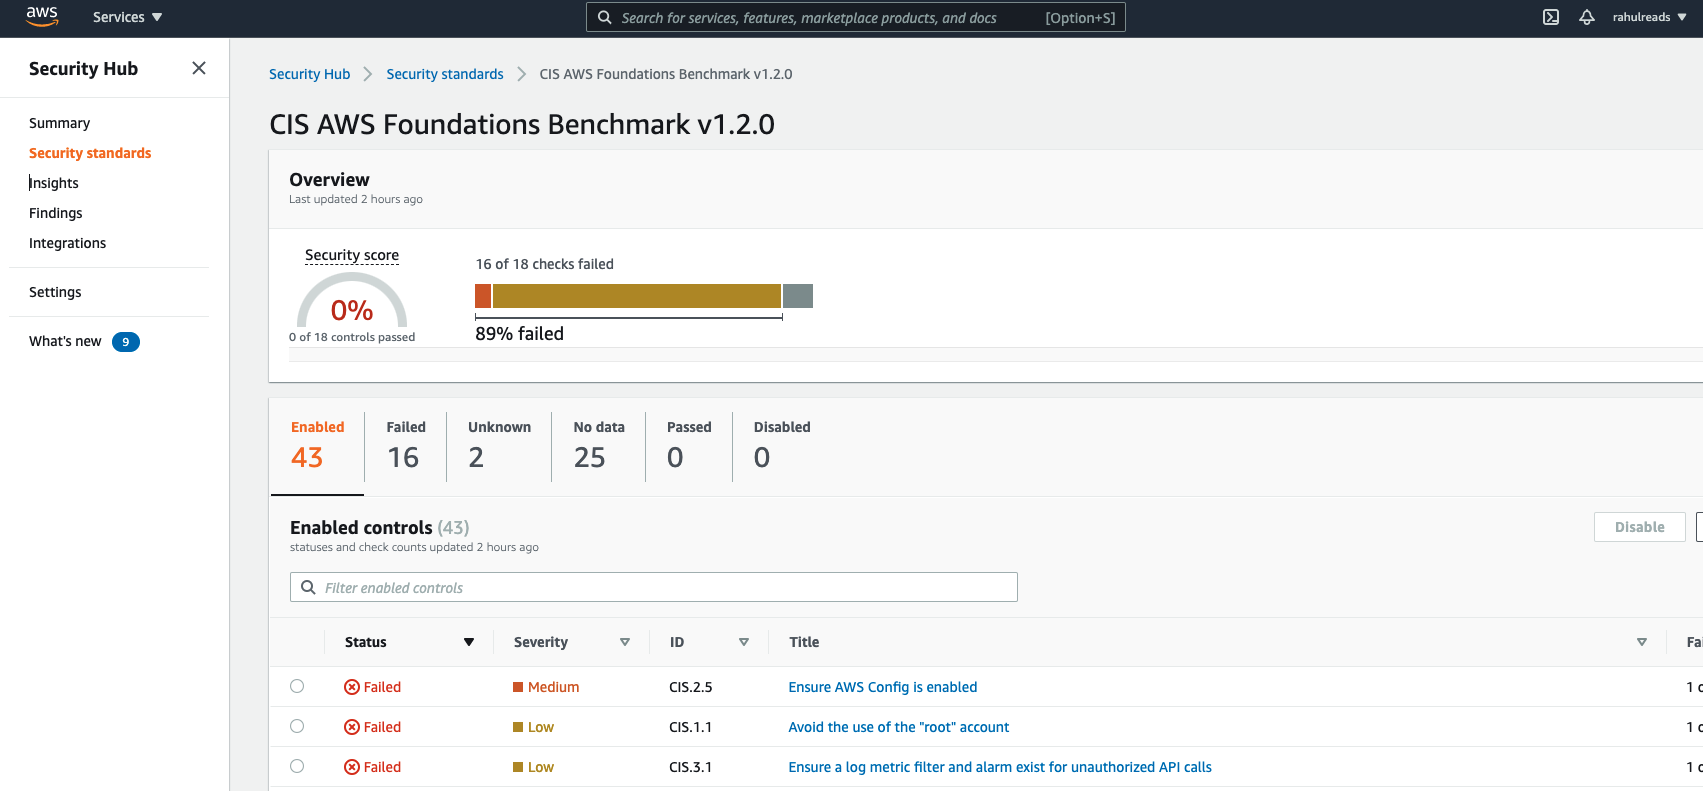 aws
Services
Search for services, features, marketplace products, and docs [Option+S]
rahulreads
Security Hub
Summary
Security standards
Insights
Findings
Integrations
Settings
What's new 9
Security Hub Security standards CIS AWS Foundations Benchmark v1.2.0
CIS AWS Foundations Benchmark v1.2.0
Overview
Last updated 2 hours ago
Security score
0%
0 of 18 controls passed
16 of 18 checks failed
89% failed
Enabled Failed Unknown No data Passed Disabled
43 16 2 25 0 0
Enabled controls (43)
statuses and check counts updated 2 hours ago
Disable
Filter enabled controls
Status Severity ID Title
Failed Medium CIS.2.5 Ensure AWS Config is enabled 1
Failed Low CIS.1.1 Avoid the use of the "root" account 1
Failed Low CIS.3.1 Ensure a log metric filter and alarm exist for unauthorized API calls 1